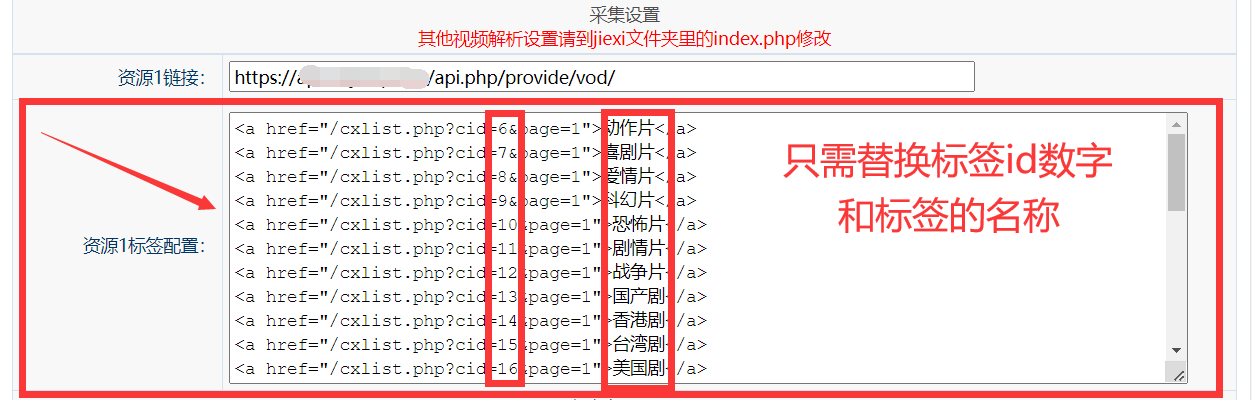 采集设置
其他视频解析设置请到jiexi文件夹里的index.php修改
资源1链接： https://a /api.php/provide/vod/
资源1标签配置：
<a href="/cxlist.php?cid=6&page=1">动作片</a>
<a href="/cxlist.php?cid=7&page=1">喜剧片</a>
<a href="/cxlist.php?cid=8&page=1">爱情片</a>
<a href="/cxlist.php?cid=9&page=1">科幻片</a>
<a href="/cxlist.php?cid=10&page=1">恐怖片</a>
<a href="/cxlist.php?cid=11&page=1">剧情片</a>
<a href="/cxlist.php?cid=12&page=1">战争片</a>
<a href="/cxlist.php?cid=13&page=1">国产剧</a>
<a href="/cxlist.php?cid=14&page=1">香港剧</a>
<a href="/cxlist.php?cid=15&page=1">台湾剧</a>
<a href="/cxlist.php?cid=16&page=1">美国剧</a>
只需替换标签id数字
和标签的名称